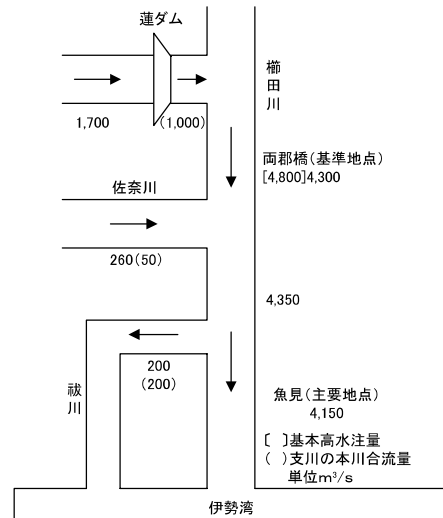 蓮ダム
櫛田川
1,700
(1,000)
両郡橋(基準地点)
[4,800]4,300
佐奈川
260(50)
4,350
200
(200)
祓川
魚見(主要地点)
4,150
〔 〕基本高水注量
( )支川の本川合流量
単位m³/s
伊勢湾